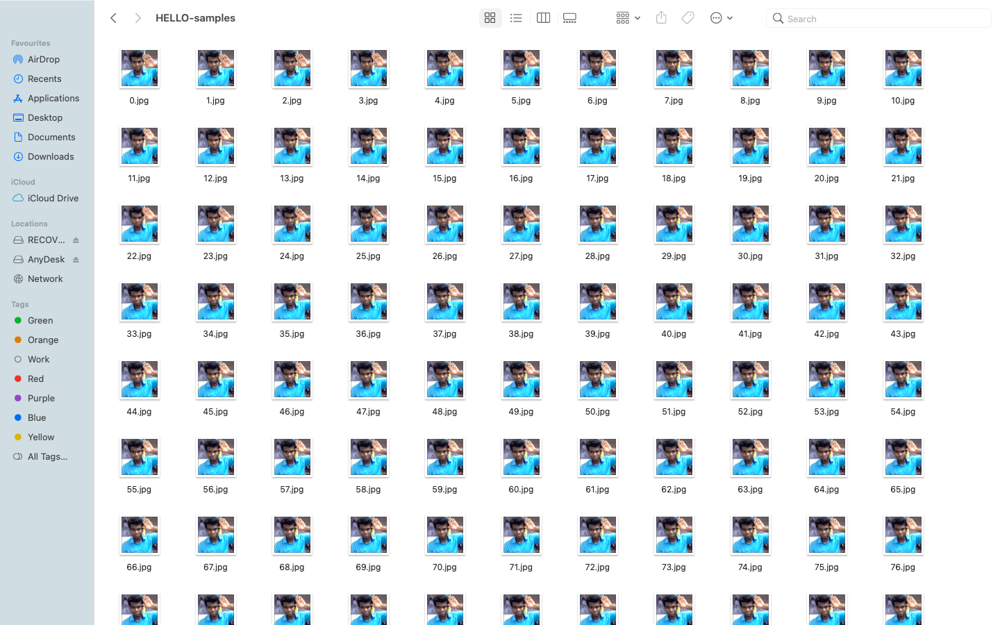 HELLO-samples
Search
Favourites
AirDrop
Recents
Applications
Desktop
Documents
Downloads
iCloud
iCloud Drive
Locations
RECOV...
AnyDesk
Network
Tags
Green
Orange
Work
Red
Purple
Blue
Yellow
All Tags...
0.jpg 1.jpg 2.jpg 3.jpg 4.jpg 5.jpg 6.jpg 7.jpg 8.jpg 9.jpg 10.jpg
11.jpg 12.jpg 13.jpg 14.jpg 15.jpg 16.jpg 17.jpg 18.jpg 19.jpg 20.jpg 21.jpg
22.jpg 23.jpg 24.jpg 25.jpg 26.jpg 27.jpg 28.jpg 29.jpg 30.jpg 31.jpg 32.jpg
33.jpg 34.jpg 35.jpg 36.jpg 37.jpg 38.jpg 39.jpg 40.jpg 41.jpg 42.jpg 43.jpg
44.jpg 45.jpg 46.jpg 47.jpg 48.jpg 49.jpg 50.jpg 51.jpg 52.jpg 53.jpg 54.jpg
55.jpg 56.jpg 57.jpg 58.jpg 59.jpg 60.jpg 61.jpg 62.jpg 63.jpg 64.jpg 65.jpg
66.jpg 67.jpg 68.jpg 69.jpg 70.jpg 71.jpg 72.jpg 73.jpg 74.jpg 75.jpg 76.jpg